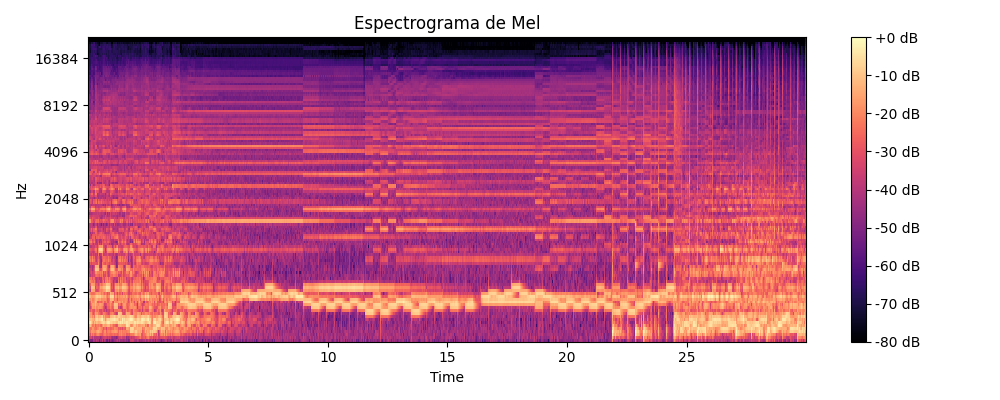 Espectrograma de Mel
Hz
16384
8192
4096
2048
1024
512
0
0 5 10 15 20 25
Time
+0 dB
-10 dB
-20 dB
-30 dB
-40 dB
-50 dB
-60 dB
-70 dB
-80 dB